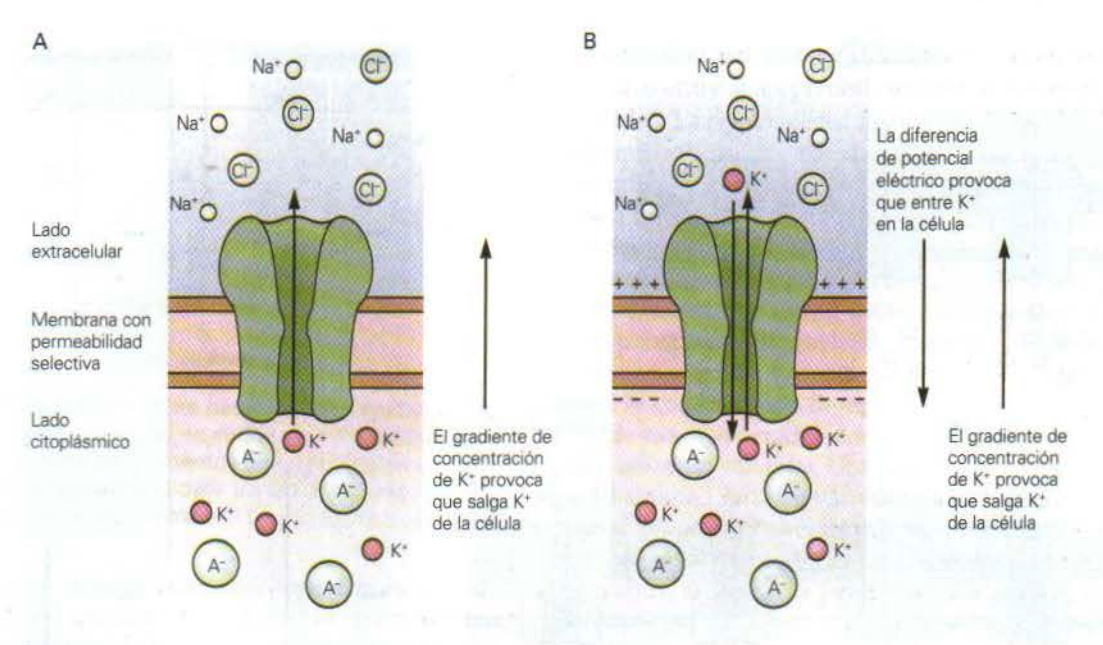 A
Na⁺
Cl⁻
Na⁺
Cl⁻
Na⁺
Cl⁻
Cl⁻
Na⁺
Lado
extracelular
Membrana con
permeabilidad
selectiva
Lado
citoplásmico
K⁺
K⁺
A⁻
A⁻
K⁺
K⁺
K⁺
A⁻
A⁻
El gradiente de
concentración
de K⁺ provoca
que salga K⁺
de la célula
B
Na⁺
Cl⁻
Na⁺
Cl⁻
Na⁺
Cl⁻
K⁺
Cl⁻
Na⁺
+ + +
+ + +
- - -
- - -
K⁺
K⁺
A⁻
A⁻
K⁺
K⁺
K⁺
A⁻
A⁻
La diferencia
de potencial
eléctrico provoca
que entre K⁺
en la célula
El gradiente de
concentración
de K⁺ provoca
que salga K⁺
de la célula